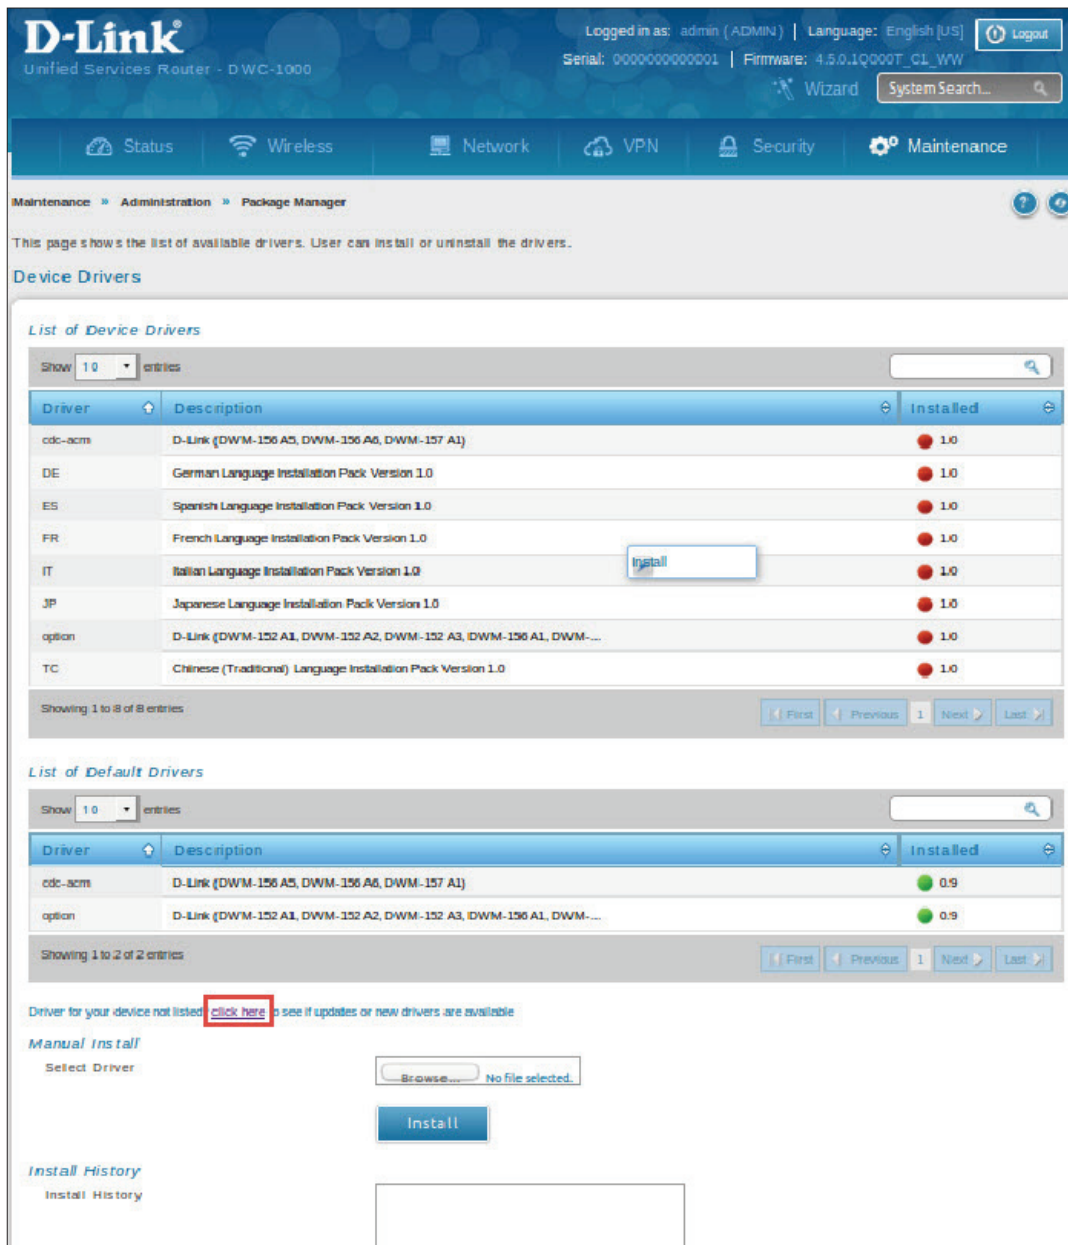 D-Link
Unified Services Router - DWC-1000
Logged in as: admin ( ADMIN ) | Language: English [US]
Logout
Serial: 0000000000001 | Firmware: 4.5.0.1Q000T_C1_WW
Wizard
System Search...
Status
Wireless
Network
VPN
Security
Maintenance
Maintenance » Administration » Package Manager
?
This page shows the list of available drivers. User can install or uninstall the drivers.
Device Drivers
List of Device Drivers
Show 10 entries
Driver Description Installed
cdc-acm D-Link (DWM-156 A5, DWM-156 A6, DWM-157 A1) 1.0
DE German Language Installation Pack Version 1.0 1.0
ES Spanish Language Installation Pack Version 1.0 1.0
FR French Language Installation Pack Version 1.0 1.0
Install
IT Italian Language Installation Pack Version 1.0 1.0
JP Japanese Language Installation Pack Version 1.0 1.0
option D-Link (DWM-152 A1, DWM-152 A2, DWM-152 A3, DWM-156 A1, DWM-... 1.0
TC Chinese (Traditional) Language Installation Pack Version 1.0 1.0
Showing 1 to 8 of 8 entries
First Previous 1 Next Last
List of Default Drivers
Show 10 entries
Driver Description Installed
cdc-acm D-Link (DWM-156 A5, DWM-156 A6, DWM-157 A1) 0.9
option D-Link (DWM-152 A1, DWM-152 A2, DWM-152 A3, DWM-156 A1, DWM-... 0.9
Showing 1 to 2 of 2 entries
First Previous 1 Next Last
Driver for your device not listed click here to see if updates or new drivers are available
Manual Install
Select Driver
Browse... No file selected.
Install
Install History
Install History